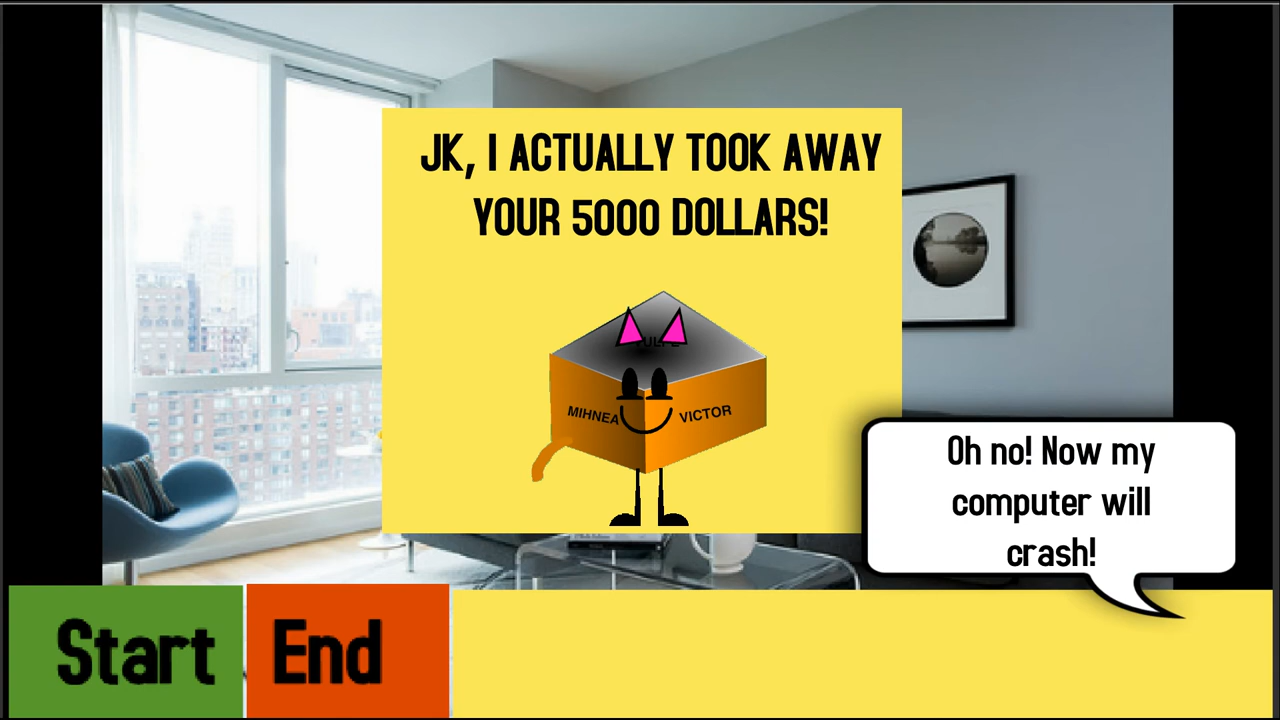 JK, I ACTUALLY TOOK AWAY
YOUR 5000 DOLLARS!
MIHNEA
VICTOR
Oh no! Now my
computer will
crash!
Start
End